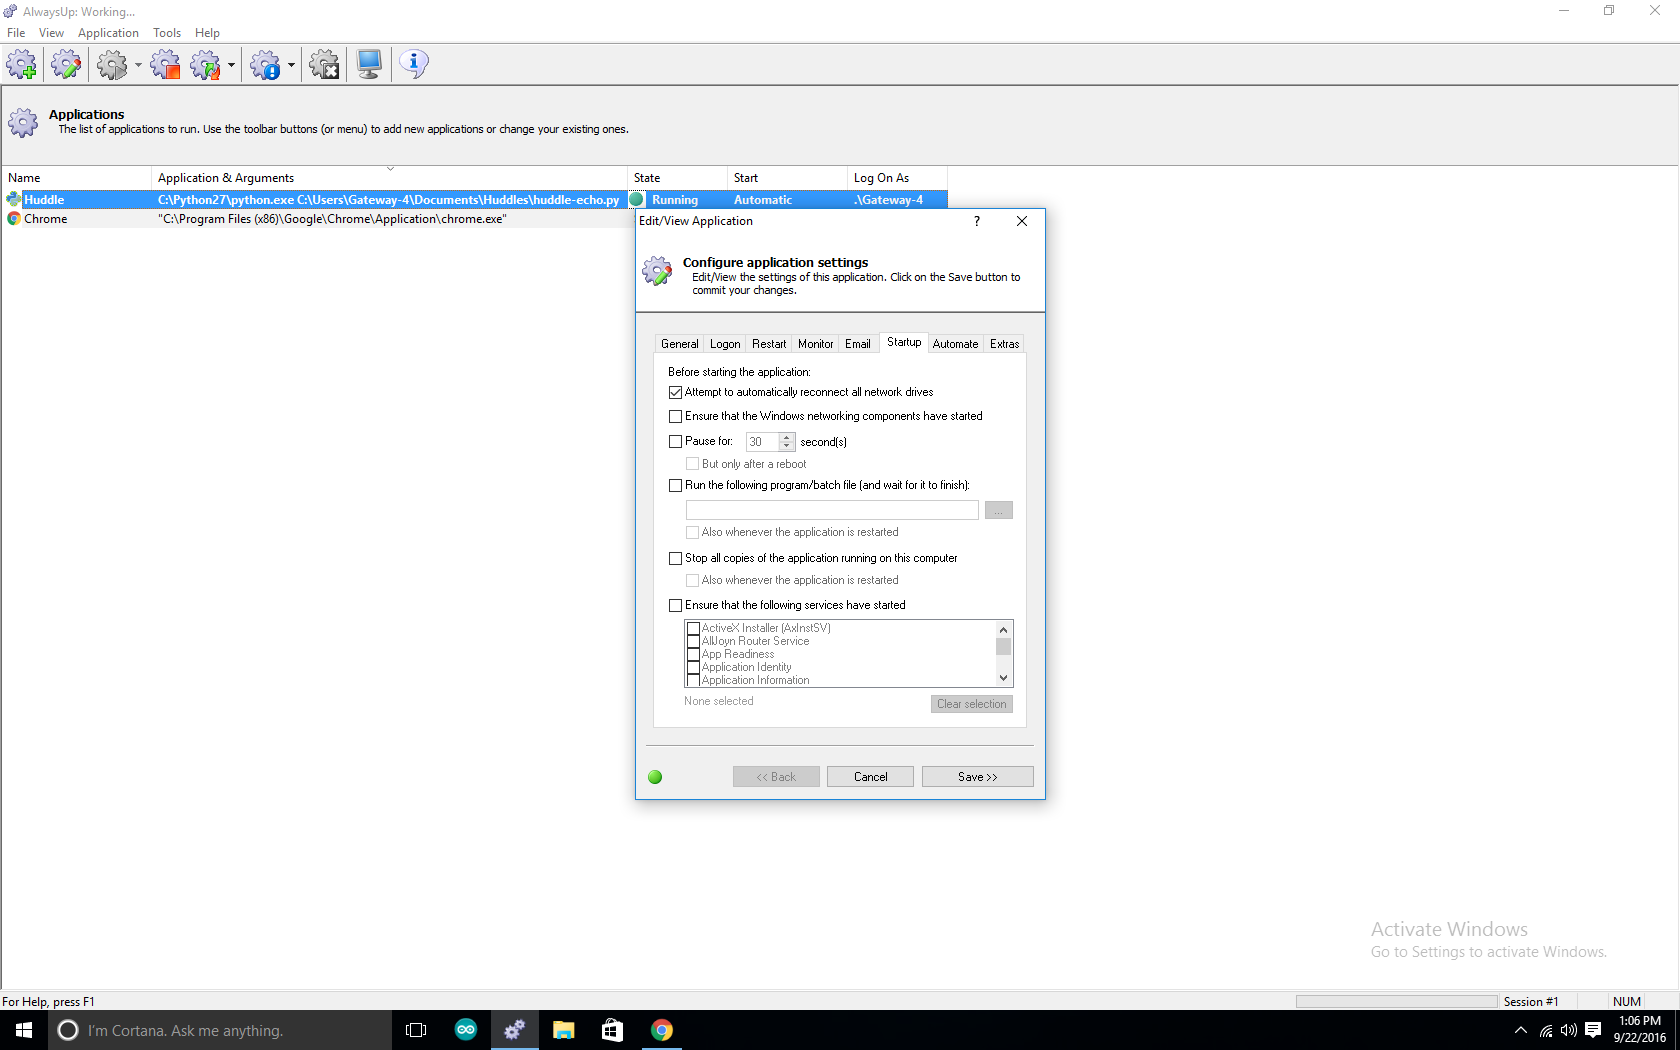 AlwaysUp: Working...
File View Application Tools Help
Applications
The list of applications to run. Use the toolbar buttons (or menu) to add new applications or change your existing ones.
Name Application & Arguments State Start Log On As
Huddle C:\Python27\python.exe C:\Users\Gateway-4\Documents\Huddles\huddle-echo.py Running Automatic .\Gateway-4
Chrome "C:\Program Files (x86)\Google\Chrome\Application\chrome.exe"
Edit/View Application ?
Configure application settings
Edit/View the settings of this application. Click on the Save button to
commit your changes.
General Logon Restart Monitor Email Startup Automate Extras
Before starting the application:
Attempt to automatically reconnect all network drives
Ensure that the Windows networking components have started
Pause for: 30 second(s)
But only after a reboot
Run the following program/batch file (and wait for it to finish):
...
Also whenever the application is restarted
Stop all copies of the application running on this computer
Also whenever the application is restarted
Ensure that the following services have started
ActiveX Installer (AxInstSV)
AllJoyn Router Service
App Readiness
Application Identity
Application Information
None selected Clear selection
<< Back Cancel Save >>
Activate Windows
Go to Settings to activate Windows.
For Help, press F1 Session #1 NUM
I'm Cortana. Ask me anything. 1:06 PM
9/22/2016